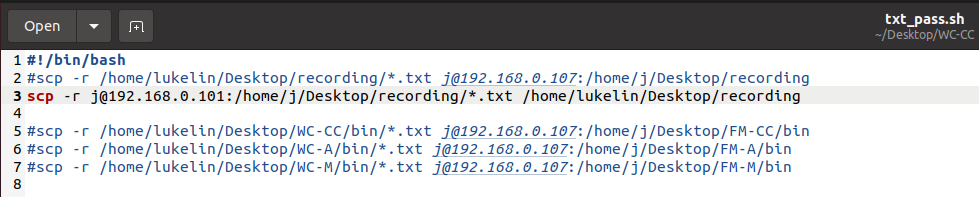 Open
txt_pass.sh
~/Desktop/WC-CC
1 #!/bin/bash
2 #scp -r /home/lukelin/Desktop/recording/*.txt j@192.168.0.107:/home/j/Desktop/recording
3 scp -r j@192.168.0.101:/home/j/Desktop/recording/*.txt /home/lukelin/Desktop/recording
4
5 #scp -r /home/lukelin/Desktop/WC-CC/bin/*.txt j@192.168.0.107:/home/j/Desktop/FM-CC/bin
6 #scp -r /home/lukelin/Desktop/WC-A/bin/*.txt j@192.168.0.107:/home/j/Desktop/FM-A/bin
7 #scp -r /home/lukelin/Desktop/WC-M/bin/*.txt j@192.168.0.107:/home/j/Desktop/FM-M/bin
8